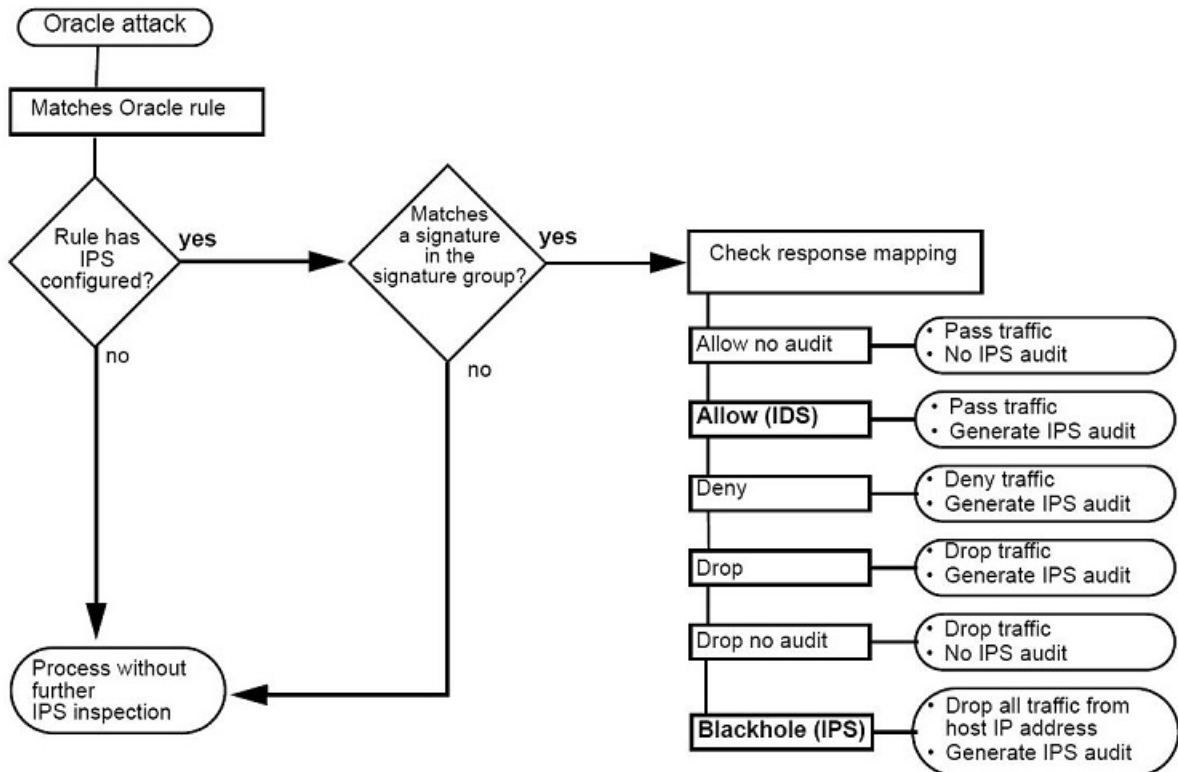 Oracle attack
Matches Oracle rule
Rule has
IPS
configured?
yes
no
Matches
a signature
in the
signature group?
yes
no
Check response mapping
Allow no audit
• Pass traffic
• No IPS audit
Allow (IDS)
• Pass traffic
• Generate IPS audit
Deny
• Deny traffic
• Generate IPS audit
Drop
• Drop traffic
• Generate IPS audit
Drop no audit
• Drop traffic
• No IPS audit
Blackhole (IPS)
• Drop all traffic from
host IP address
• Generate IPS audit
Process without
further
IPS inspection